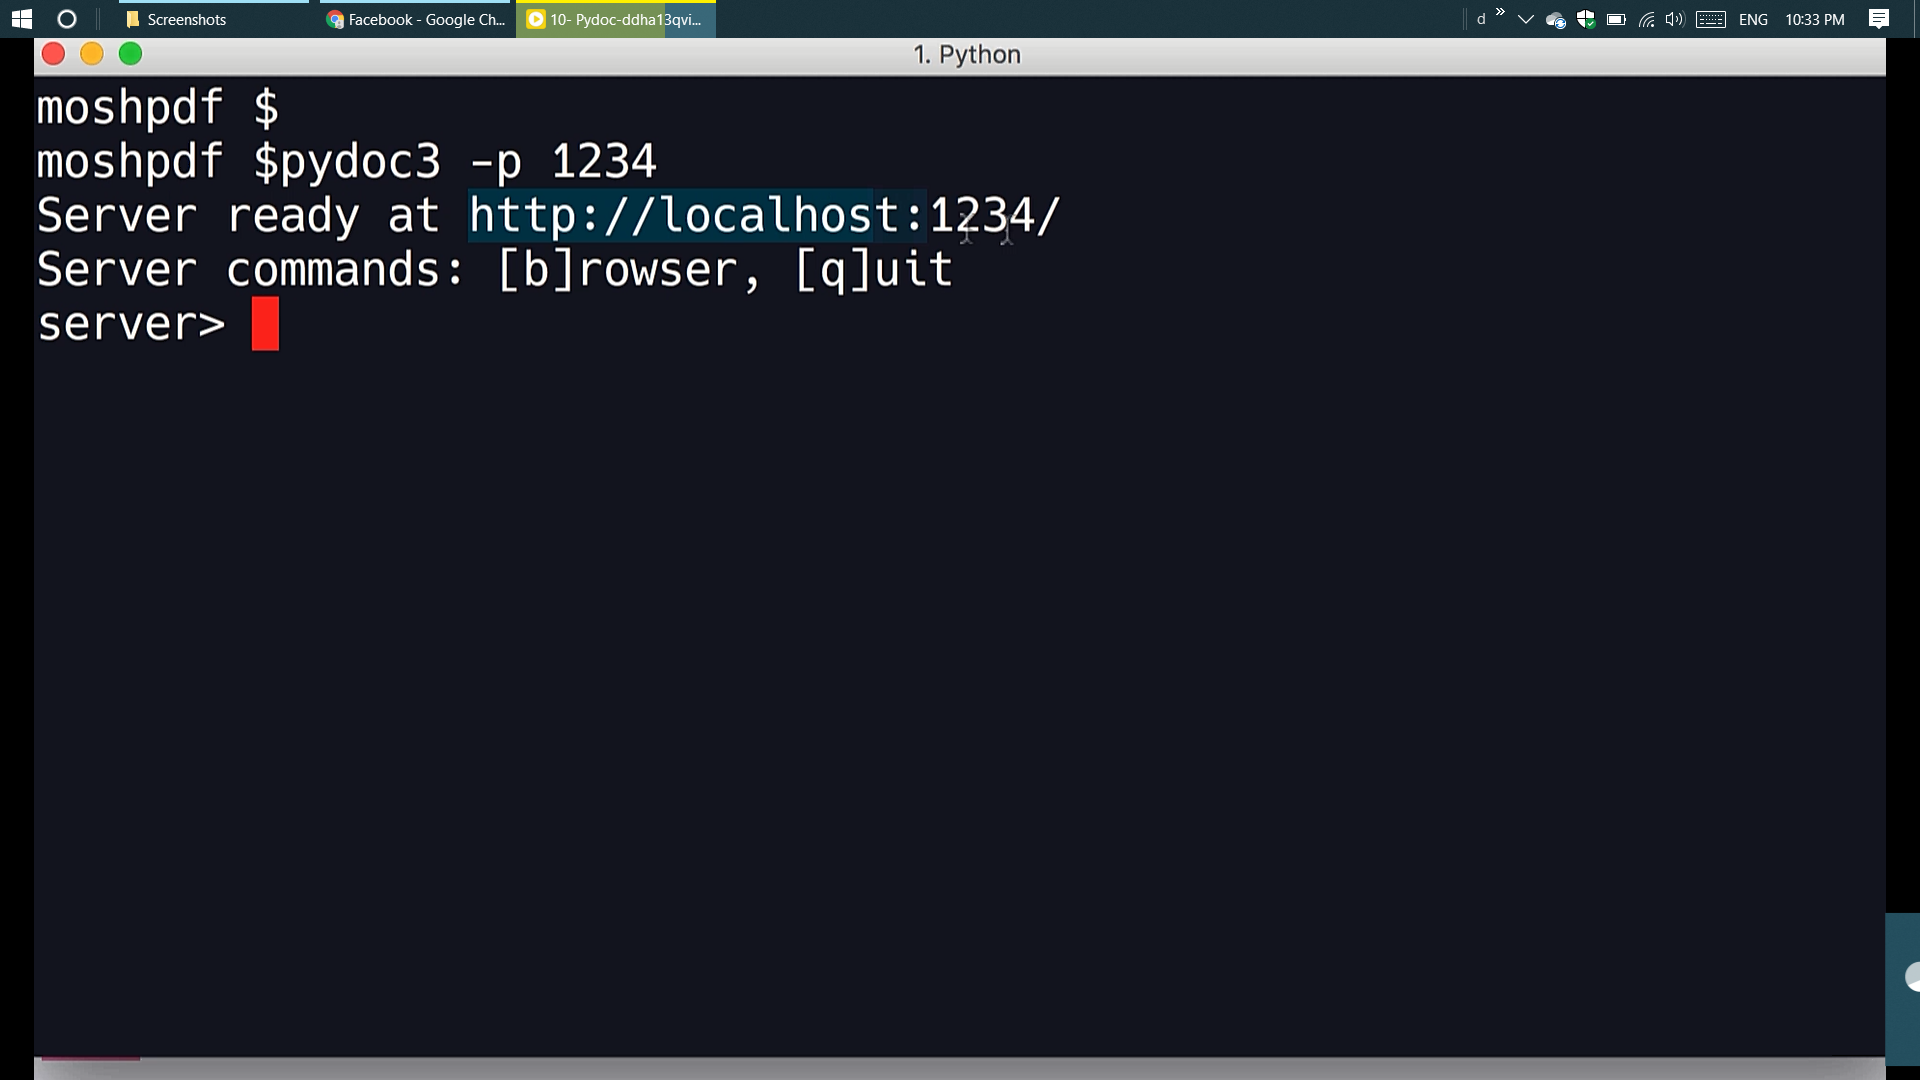 Screenshots
Facebook - Google Ch...
10- Pydoc-ddha13qvi...
d » ENG 10:33 PM
1. Python
moshpdf $
moshpdf $pydoc3 -p 1234
Server ready at http://localhost:1234/
Server commands: [b]rowser, [q]uit
server>